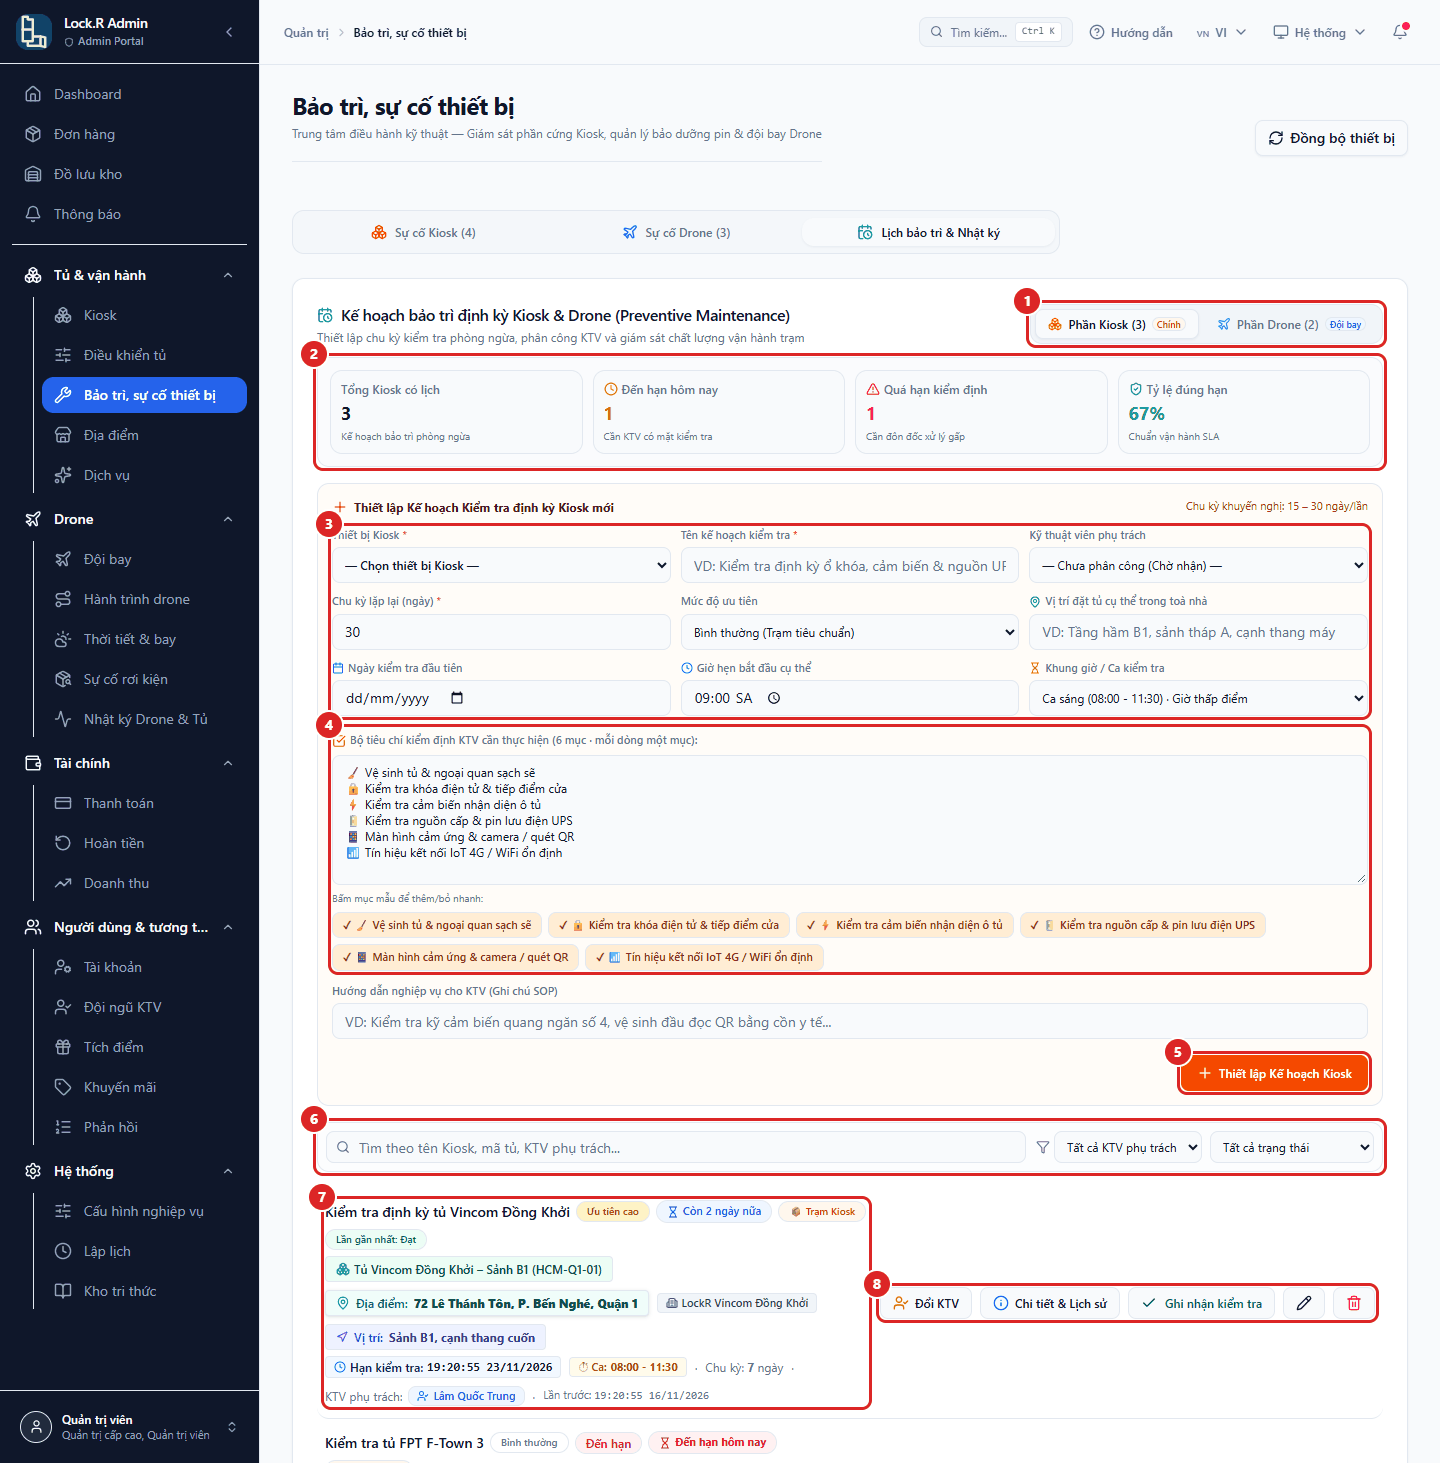 Lock.R Admin
Admin Portal
Dashboard
Đơn hàng
Đồ lưu kho
Thông báo
Tủ & vận hành
Kiosk
Điều khiển tủ
Bảo trì, sự cố thiết bị
Địa điểm
Dịch vụ
Drone
Đội bay
Hành trình drone
Thời tiết & bay
Sự cố rơi kiện
Nhật ký Drone & Tủ
Tài chính
Thanh toán
Hoàn tiền
Doanh thu
Người dùng & tương t...
Tài khoản
Đội ngũ KTV
Tích điểm
Khuyến mãi
Phản hồi
Hệ thống
Cấu hình nghiệp vụ
Lập lịch
Kho tri thức
Quản trị viên
Quản trị cấp cao, Quản trị viên
Quản trị > Bảo trì, sự cố thiết bị
Tìm kiếm... Ctrl K
Hướng dẫn
VN VI
Hệ thống
Bảo trì, sự cố thiết bị
Trung tâm điều hành kỹ thuật — Giám sát phần cứng Kiosk, quản lý bảo dưỡng pin & đội bay Drone
Đồng bộ thiết bị
Sự cố Kiosk (4)
Sự cố Drone (3)
Lịch bảo trì & Nhật ký
Kế hoạch bảo trì định kỳ Kiosk & Drone (Preventive Maintenance)
Thiết lập chu kỳ kiểm tra phòng ngừa, phân công KTV và giám sát chất lượng vận hành trạm
1
Phần Kiosk (3) Chính
Phần Drone (2) Đội bay
2
Tổng Kiosk có lịch
3
Kế hoạch bảo trì phòng ngừa
Đến hạn hôm nay
1
Cần KTV có mặt kiểm tra
Quá hạn kiểm định
1
Cần đôn đốc xử lý gấp
Tỷ lệ đúng hạn
67%
Chuẩn vận hành SLA
Thiết lập Kế hoạch Kiểm tra định kỳ Kiosk mới
Chu kỳ khuyến nghị: 15 – 30 ngày/lần
3
Thiết bị Kiosk *
— Chọn thiết bị Kiosk —
Tên kế hoạch kiểm tra *
VD: Kiểm tra định kỳ ổ khóa, cảm biến & nguồn UP
Kỹ thuật viên phụ trách
— Chưa phân công (Chờ nhận) —
Chu kỳ lặp lại (ngày) *
30
Mức độ ưu tiên
Bình thường (Trạm tiêu chuẩn)
Vị trí đặt tủ cụ thể trong toà nhà
VD: Tầng hầm B1, sảnh tháp A, cạnh thang máy
Ngày kiểm tra đầu tiên
dd/mm/yyyy
Giờ hẹn bắt đầu cụ thể
09:00 SA
Khung giờ / Ca kiểm tra
Ca sáng (08:00 - 11:30) · Giờ thấp điểm
4
Bộ tiêu chí kiểm định KTV cần thực hiện (6 mục · mỗi dòng một mục):
Vệ sinh tủ & ngoại quan sạch sẽ
Kiểm tra khóa điện tử & tiếp điểm cửa
Kiểm tra cảm biến nhận diện ô tủ
Kiểm tra nguồn cấp & pin lưu điện UPS
Màn hình cảm ứng & camera / quét QR
Tín hiệu kết nối IoT 4G / WiFi ổn định
Bấm mục mẫu để thêm/bỏ nhanh:
✓ Vệ sinh tủ & ngoại quan sạch sẽ
✓ Kiểm tra khóa điện tử & tiếp điểm cửa
✓ Kiểm tra cảm biến nhận diện ô tủ
✓ Kiểm tra nguồn cấp & pin lưu điện UPS
✓ Màn hình cảm ứng & camera / quét QR
✓ Tín hiệu kết nối IoT 4G / WiFi ổn định
Hướng dẫn nghiệp vụ cho KTV (Ghi chú SOP)
VD: Kiểm tra kỹ cảm biến quang ngăn số 4, vệ sinh đầu đọc QR bằng cồn y tế...
5
Thiết lập Kế hoạch Kiosk
6
Tìm theo tên Kiosk, mã tủ, KTV phụ trách...
Tất cả KTV phụ trách
Tất cả trạng thái
7
Kiểm tra định kỳ tủ Vincom Đồng Khởi Ưu tiên cao Còn 2 ngày nữa Trạm Kiosk
Lần gần nhất: Đạt
Tủ Vincom Đồng Khởi – Sảnh B1 (HCM-Q1-01)
Địa điểm: 72 Lê Thánh Tôn, P. Bến Nghé, Quận 1 LockR Vincom Đồng Khởi
Vị trí: Sảnh B1, cạnh thang cuốn
Hạn kiểm tra: 19:20:55 23/11/2026 Ca: 08:00 - 11:30 · Chu kỳ: 7 ngày ·
KTV phụ trách: Lâm Quốc Trung · Lần trước: 19:20:55 16/11/2026
8
Đổi KTV
Chi tiết & Lịch sử
Ghi nhận kiểm tra
Kiểm tra tủ FPT F-Town 3 Bình thường Đến hạn Đến hạn hôm nay